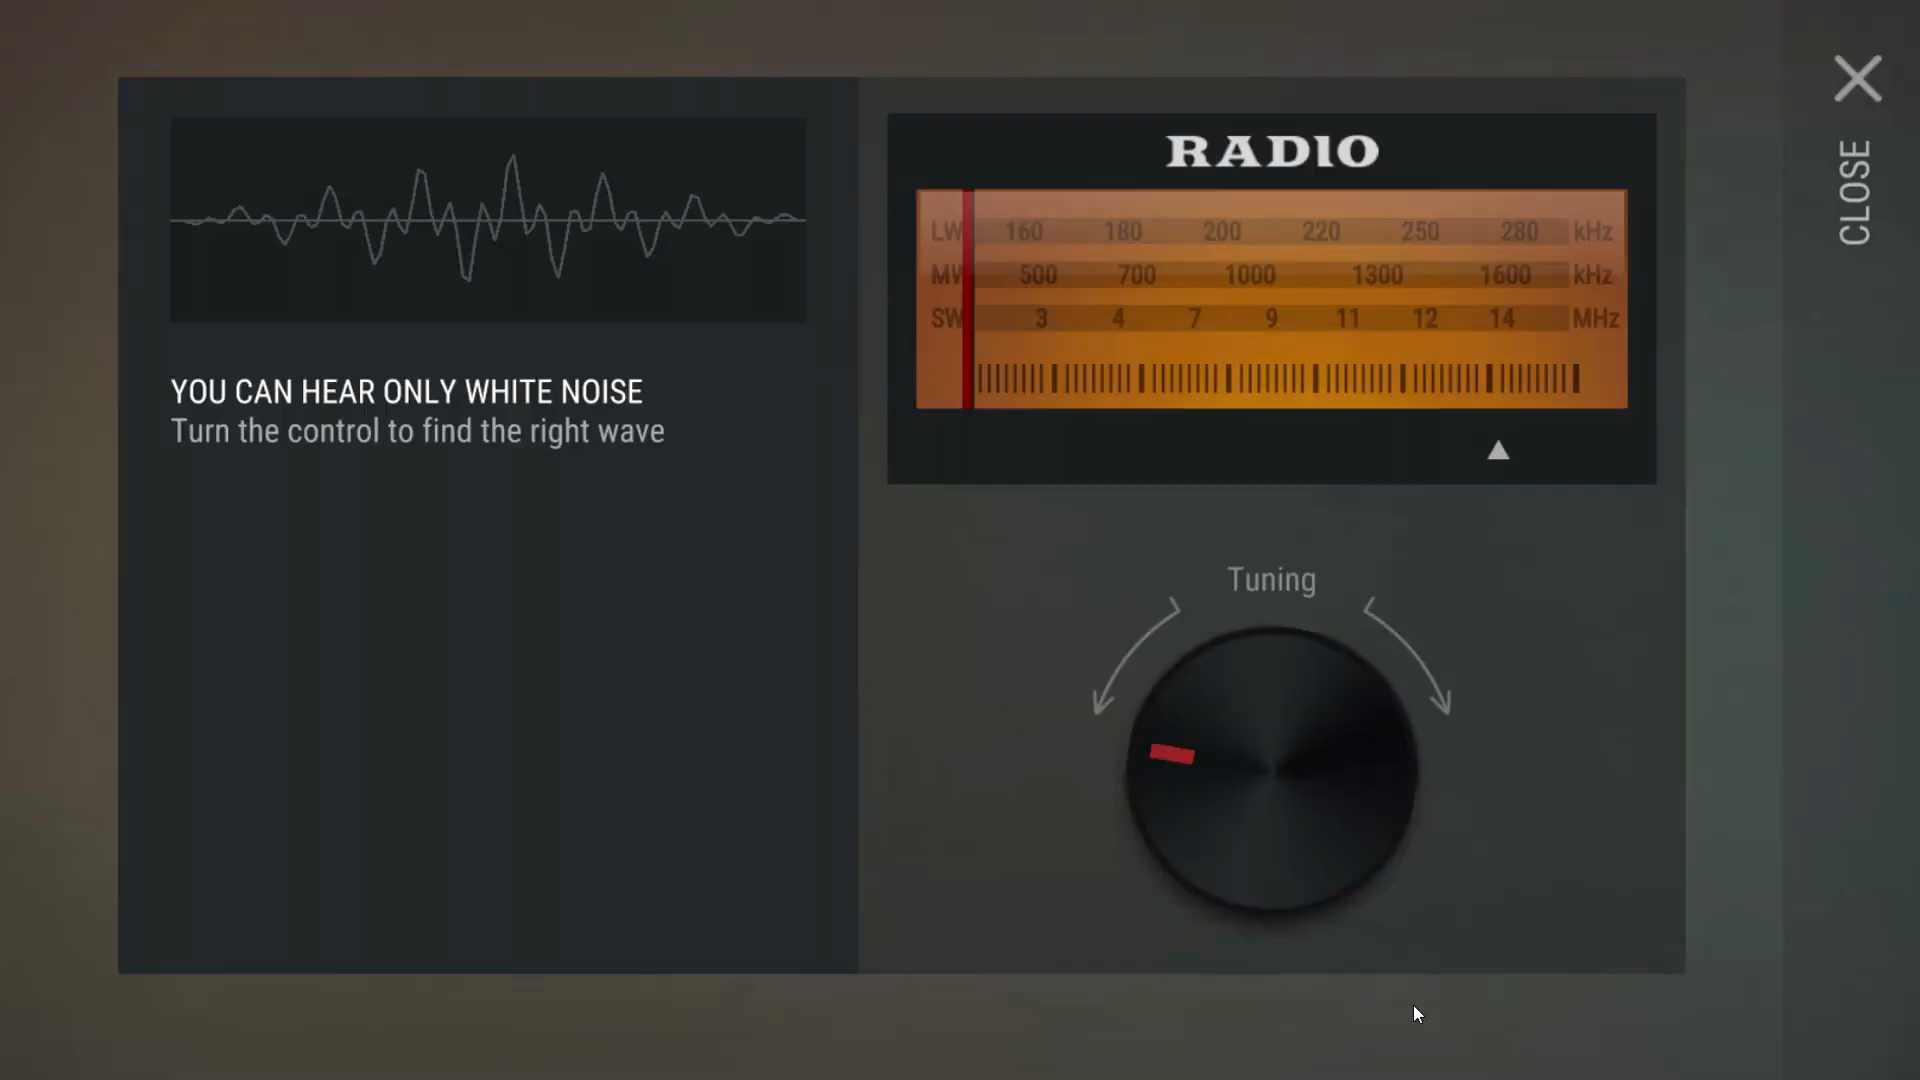 CLOSE
RADIO
LW 160 180 200 220 250 280 kHz
MW 500 700 1000 1300 1600 kHz
SW 3 4 7 9 11 12 14 MHz
YOU CAN HEAR ONLY WHITE NOISE
Turn the control to find the right wave
Tuning